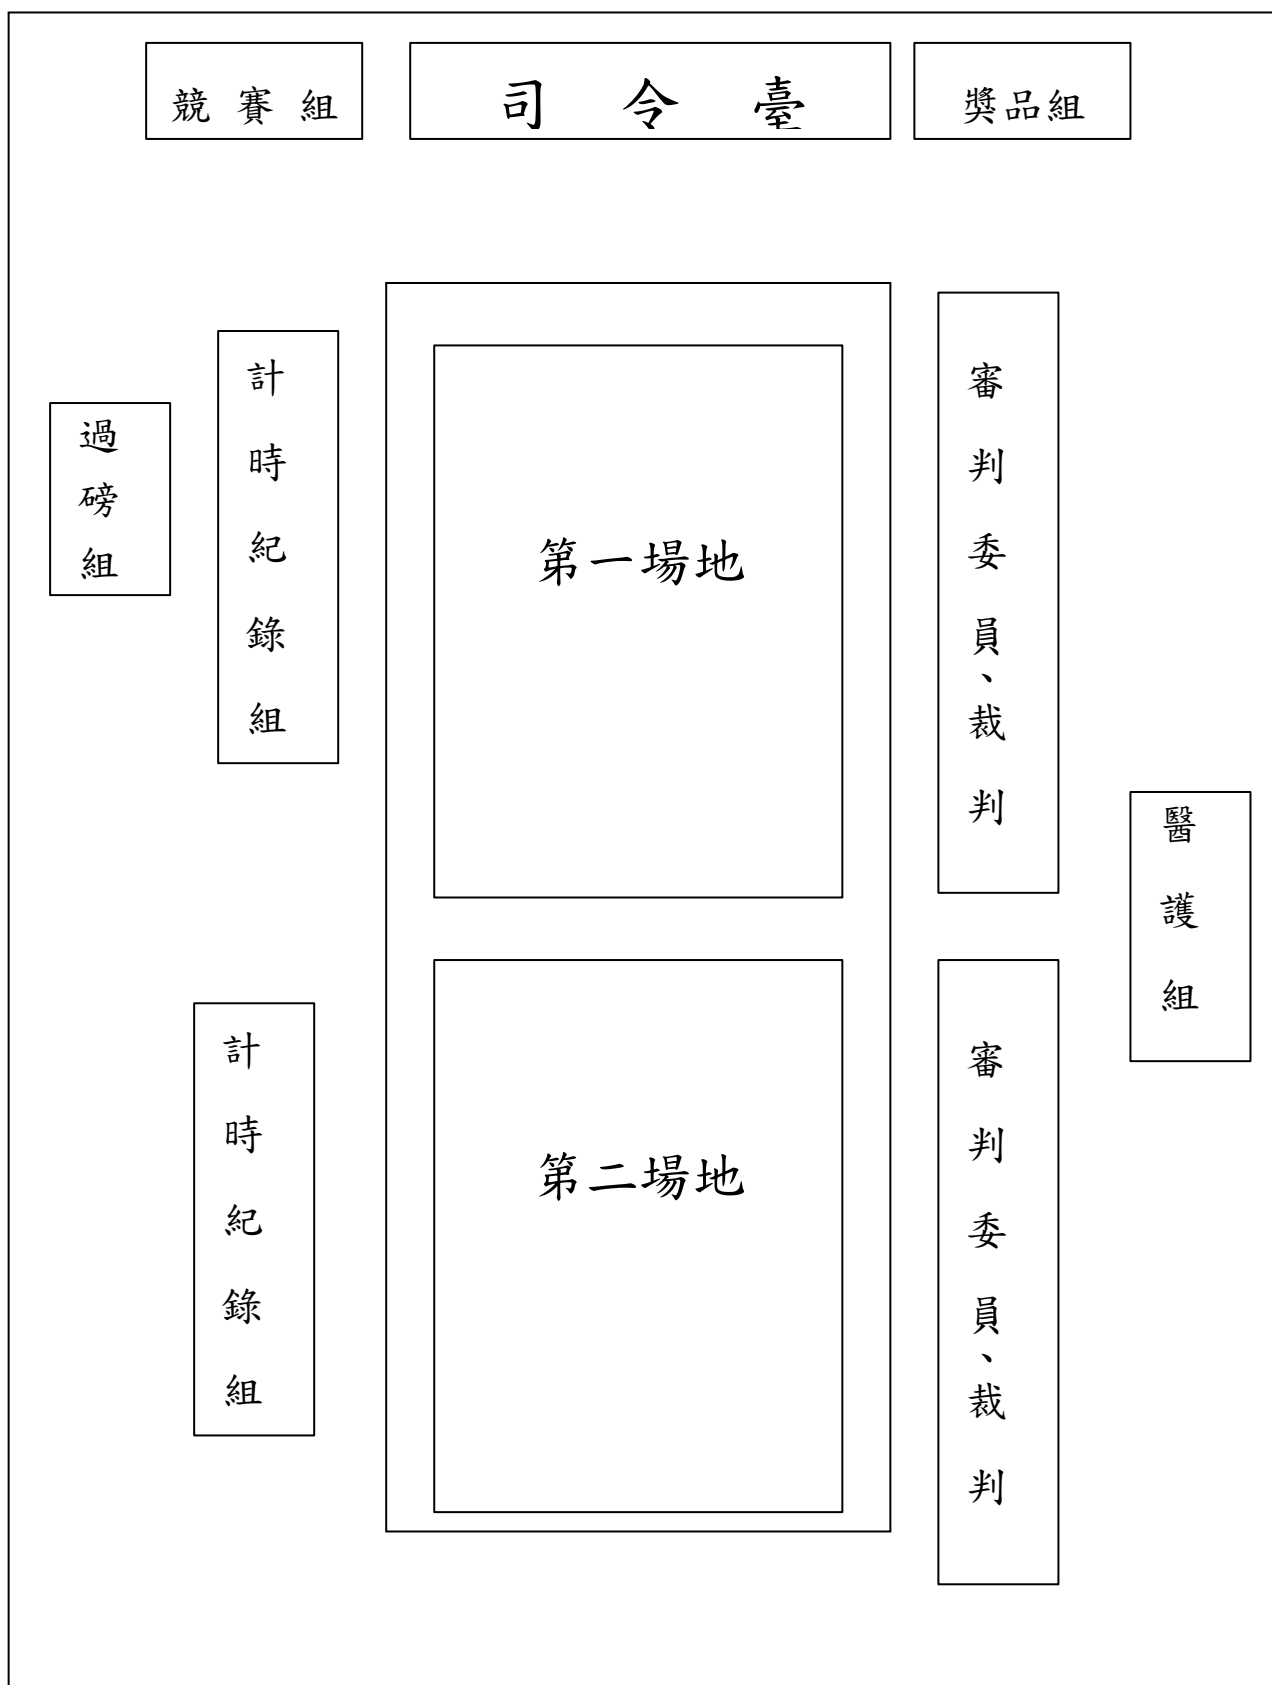 競賽組
司令臺
獎品組
過磅組
計時紀錄組
第一場地
審判委員、裁判
醫護組
計時紀錄組
第二場地
審判委員、裁判